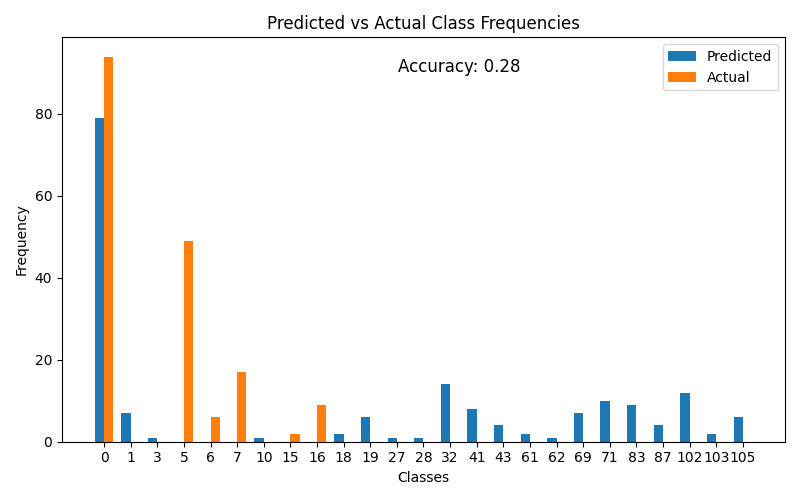 Predicted vs Actual Class Frequencies
Accuracy: 0.28
Predicted
Actual
Frequency
80
60
40
20
0
0 1 3 5 6 7 10 15 16 18 19 27 28 32 41 43 61 62 69 71 83 87 102 103 105
Classes